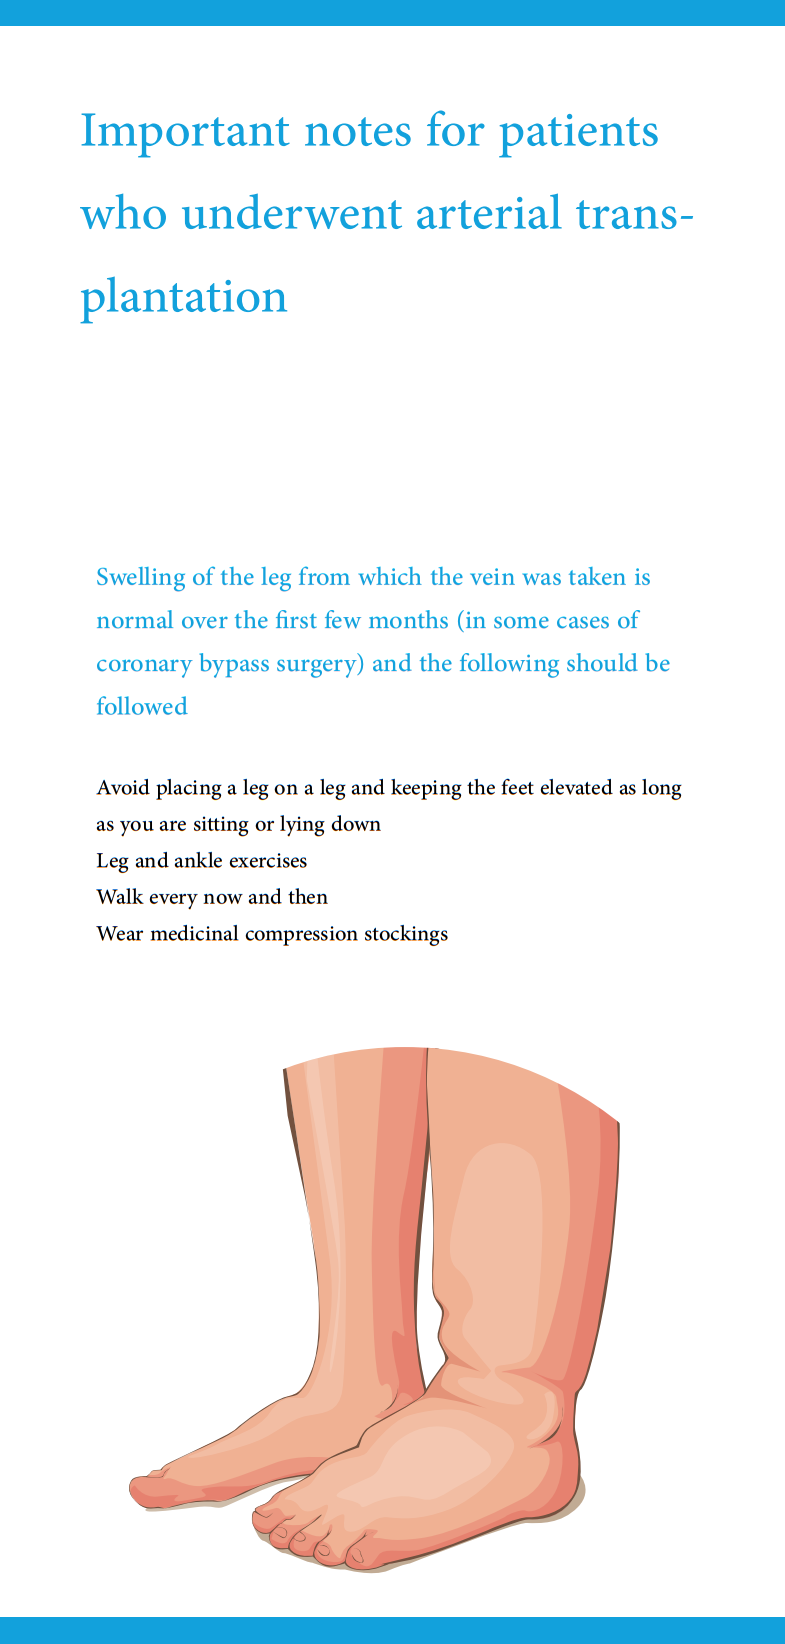 Important notes for patients
who underwent arterial trans-
plantation
Swelling of the leg from which the vein was taken is
normal over the first few months (in some cases of
coronary bypass surgery) and the following should be
followed
Avoid placing a leg on a leg and keeping the feet elevated as long
as you are sitting or lying down
Leg and ankle exercises
Walk every now and then
Wear medicinal compression stockings